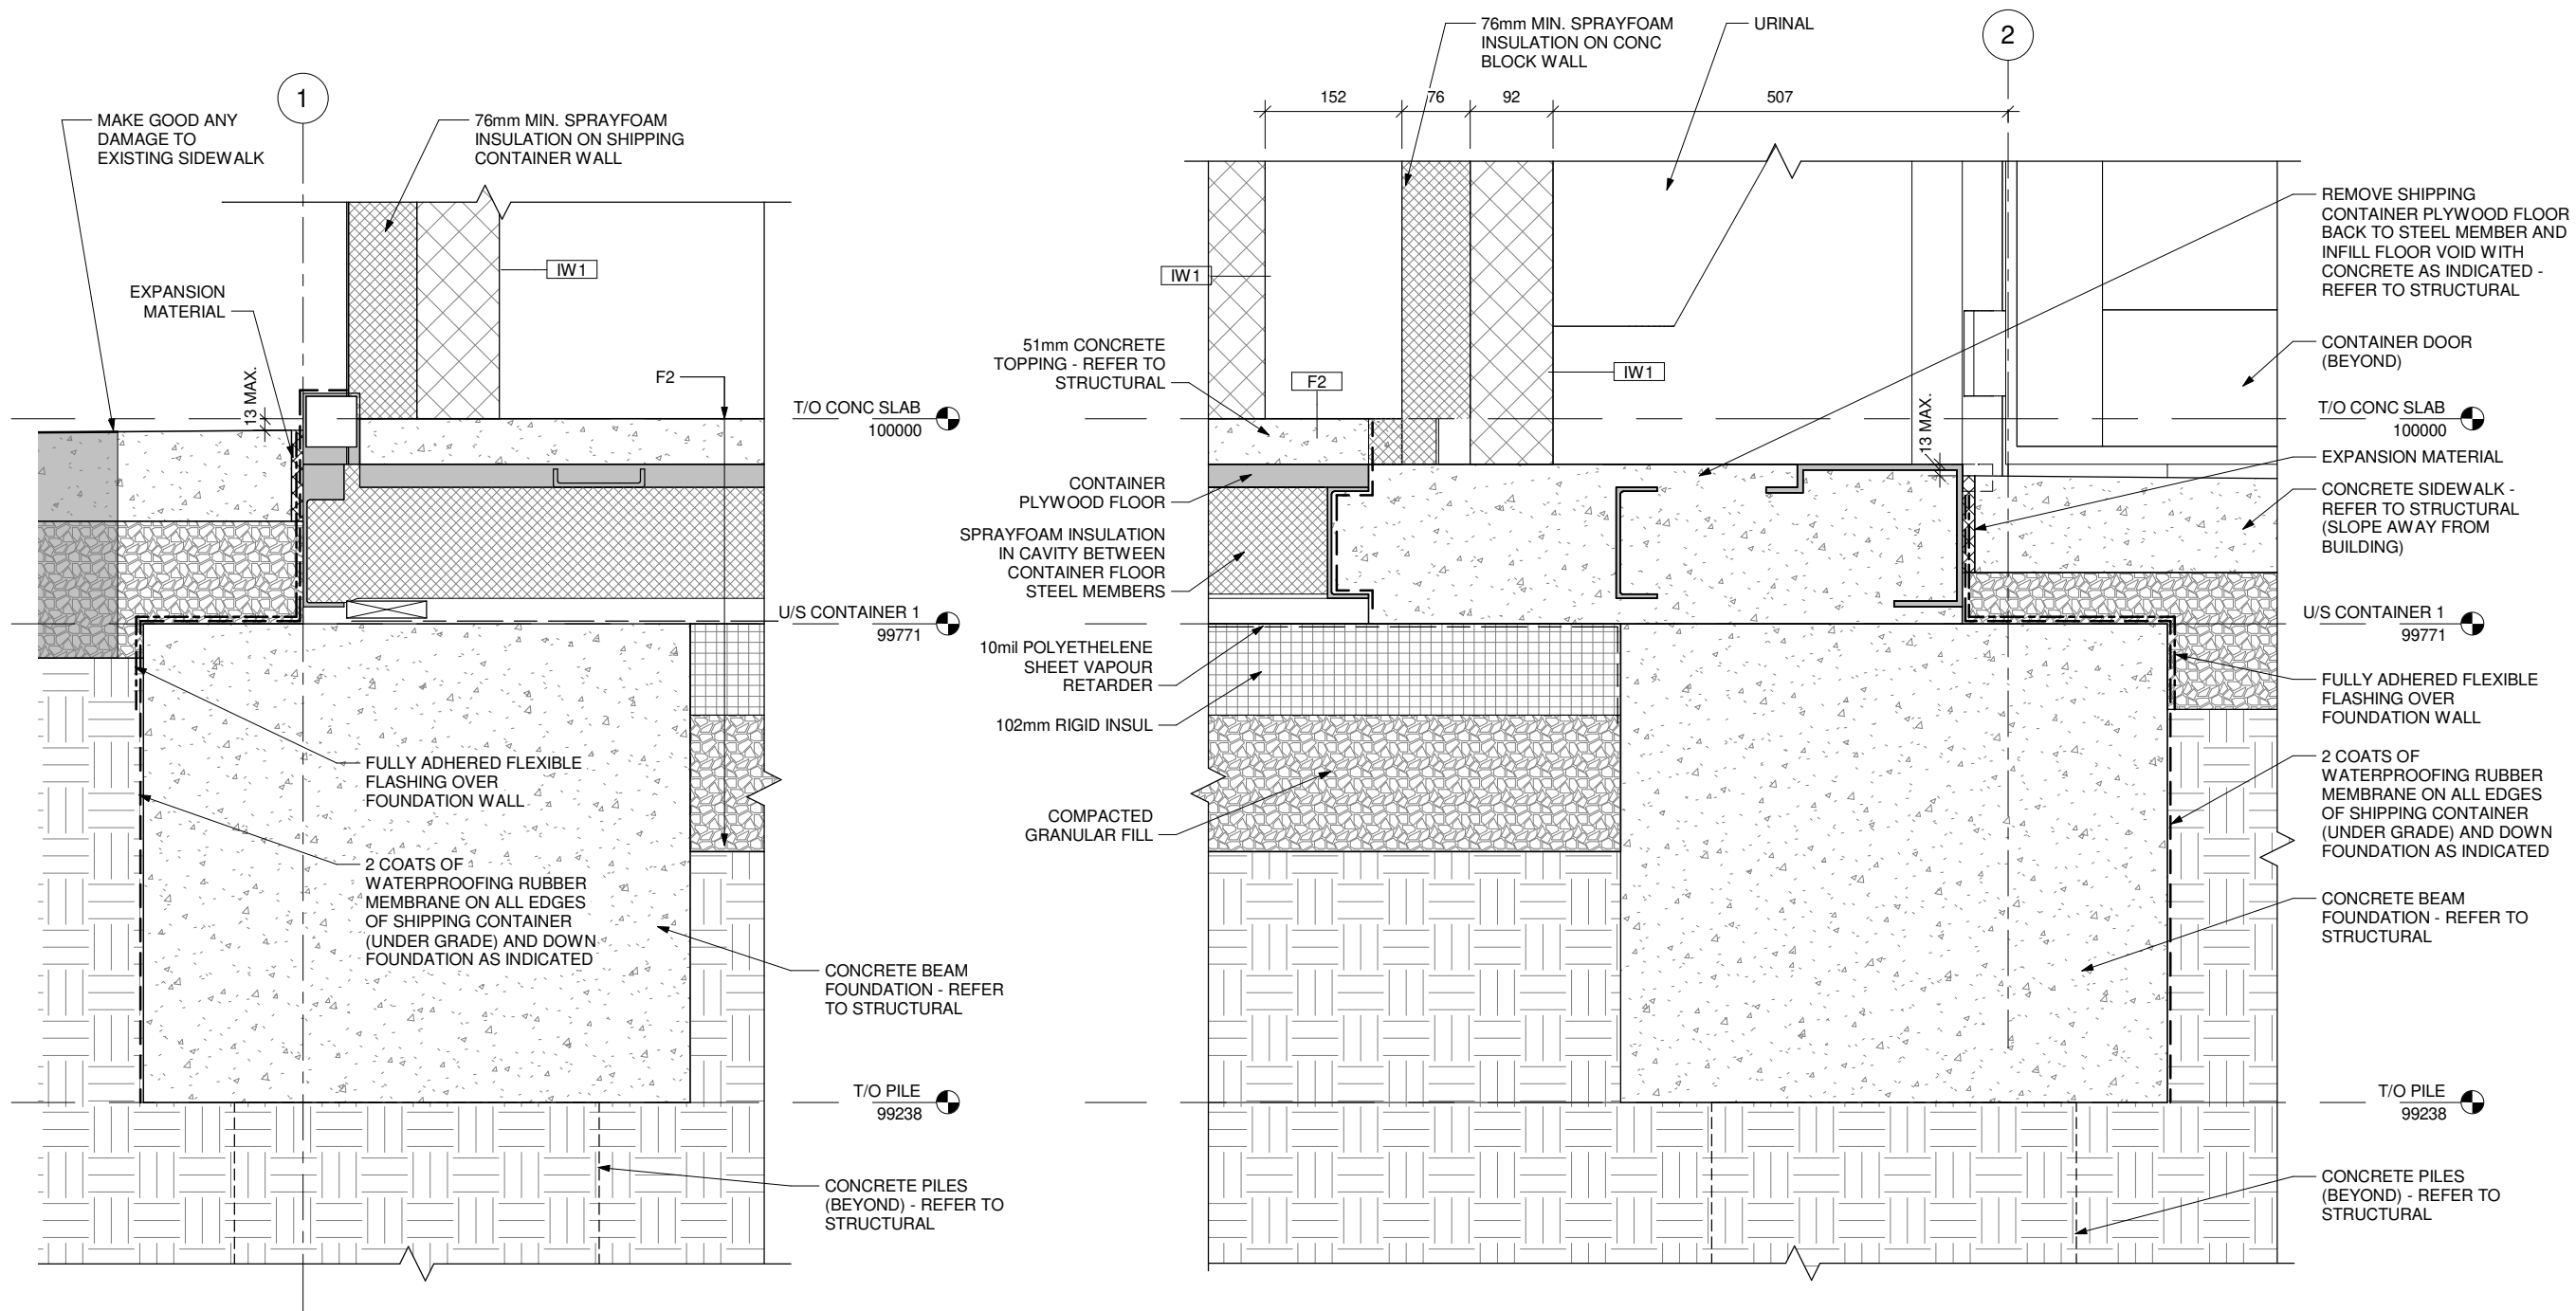 1
MAKE GOOD ANY
DAMAGE TO
EXISTING SIDEWALK
76mm MIN. SPRAYFOAM
INSULATION ON SHIPPING
CONTAINER WALL
IW1
EXPANSION
MATERIAL
13 MAX.
F2
T/O CONC SLAB
100000
U/S CONTAINER 1
99771
FULLY ADHERED FLEXIBLE
FLASHING OVER
FOUNDATION WALL
2 COATS OF
WATERPROOFING RUBBER
MEMBRANE ON ALL EDGES
OF SHIPPING CONTAINER
(UNDER GRADE) AND DOWN
FOUNDATION AS INDICATED
CONCRETE BEAM
FOUNDATION - REFER
TO STRUCTURAL
T/O PILE
99238
CONCRETE PILES
(BEYOND) - REFER TO
STRUCTURAL
76mm MIN. SPRAYFOAM
INSULATION ON CONC
BLOCK WALL
URINAL
2
152
76
92
507
IW1
51mm CONCRETE
TOPPING - REFER TO
STRUCTURAL
F2
IW1
CONTAINER
PLYWOOD FLOOR
SPRAYFOAM INSULATION
IN CAVITY BETWEEN
CONTAINER FLOOR
STEEL MEMBERS
10mil POLYETHELENE
SHEET VAPOUR
RETARDER
102mm RIGID INSUL
COMPACTED
GRANULAR FILL
13 MAX.
REMOVE SHIPPING
CONTAINER PLYWOOD FLOOR
BACK TO STEEL MEMBER AND
INFILL FLOOR VOID WITH
CONCRETE AS INDICATED -
REFER TO STRUCTURAL
CONTAINER DOOR
(BEYOND)
T/O CONC SLAB
100000
EXPANSION MATERIAL
CONCRETE SIDEWALK -
REFER TO STRUCTURAL
(SLOPE AWAY FROM
BUILDING)
U/S CONTAINER 1
99771
FULLY ADHERED FLEXIBLE
FLASHING OVER
FOUNDATION WALL
2 COATS OF
WATERPROOFING RUBBER
MEMBRANE ON ALL EDGES
OF SHIPPING CONTAINER
(UNDER GRADE) AND DOWN
FOUNDATION AS INDICATED
CONCRETE BEAM
FOUNDATION - REFER TO
STRUCTURAL
T/O PILE
99238
CONCRETE PILES
(BEYOND) - REFER TO
STRUCTURAL